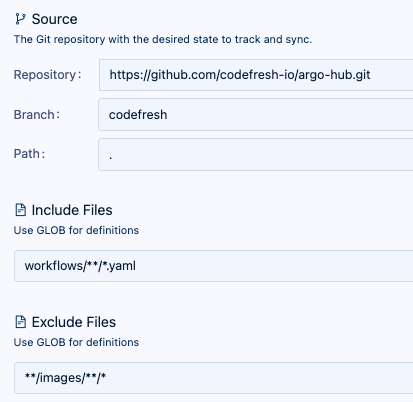 Source
The Git repository with the desired state to track and sync.
Repository: https://github.com/codefresh-io/argo-hub.git
Branch: codefresh
Path: .
Include Files
Use GLOB for definitions
workflows/**/*.yaml
Exclude Files
Use GLOB for definitions
**/images/**/*